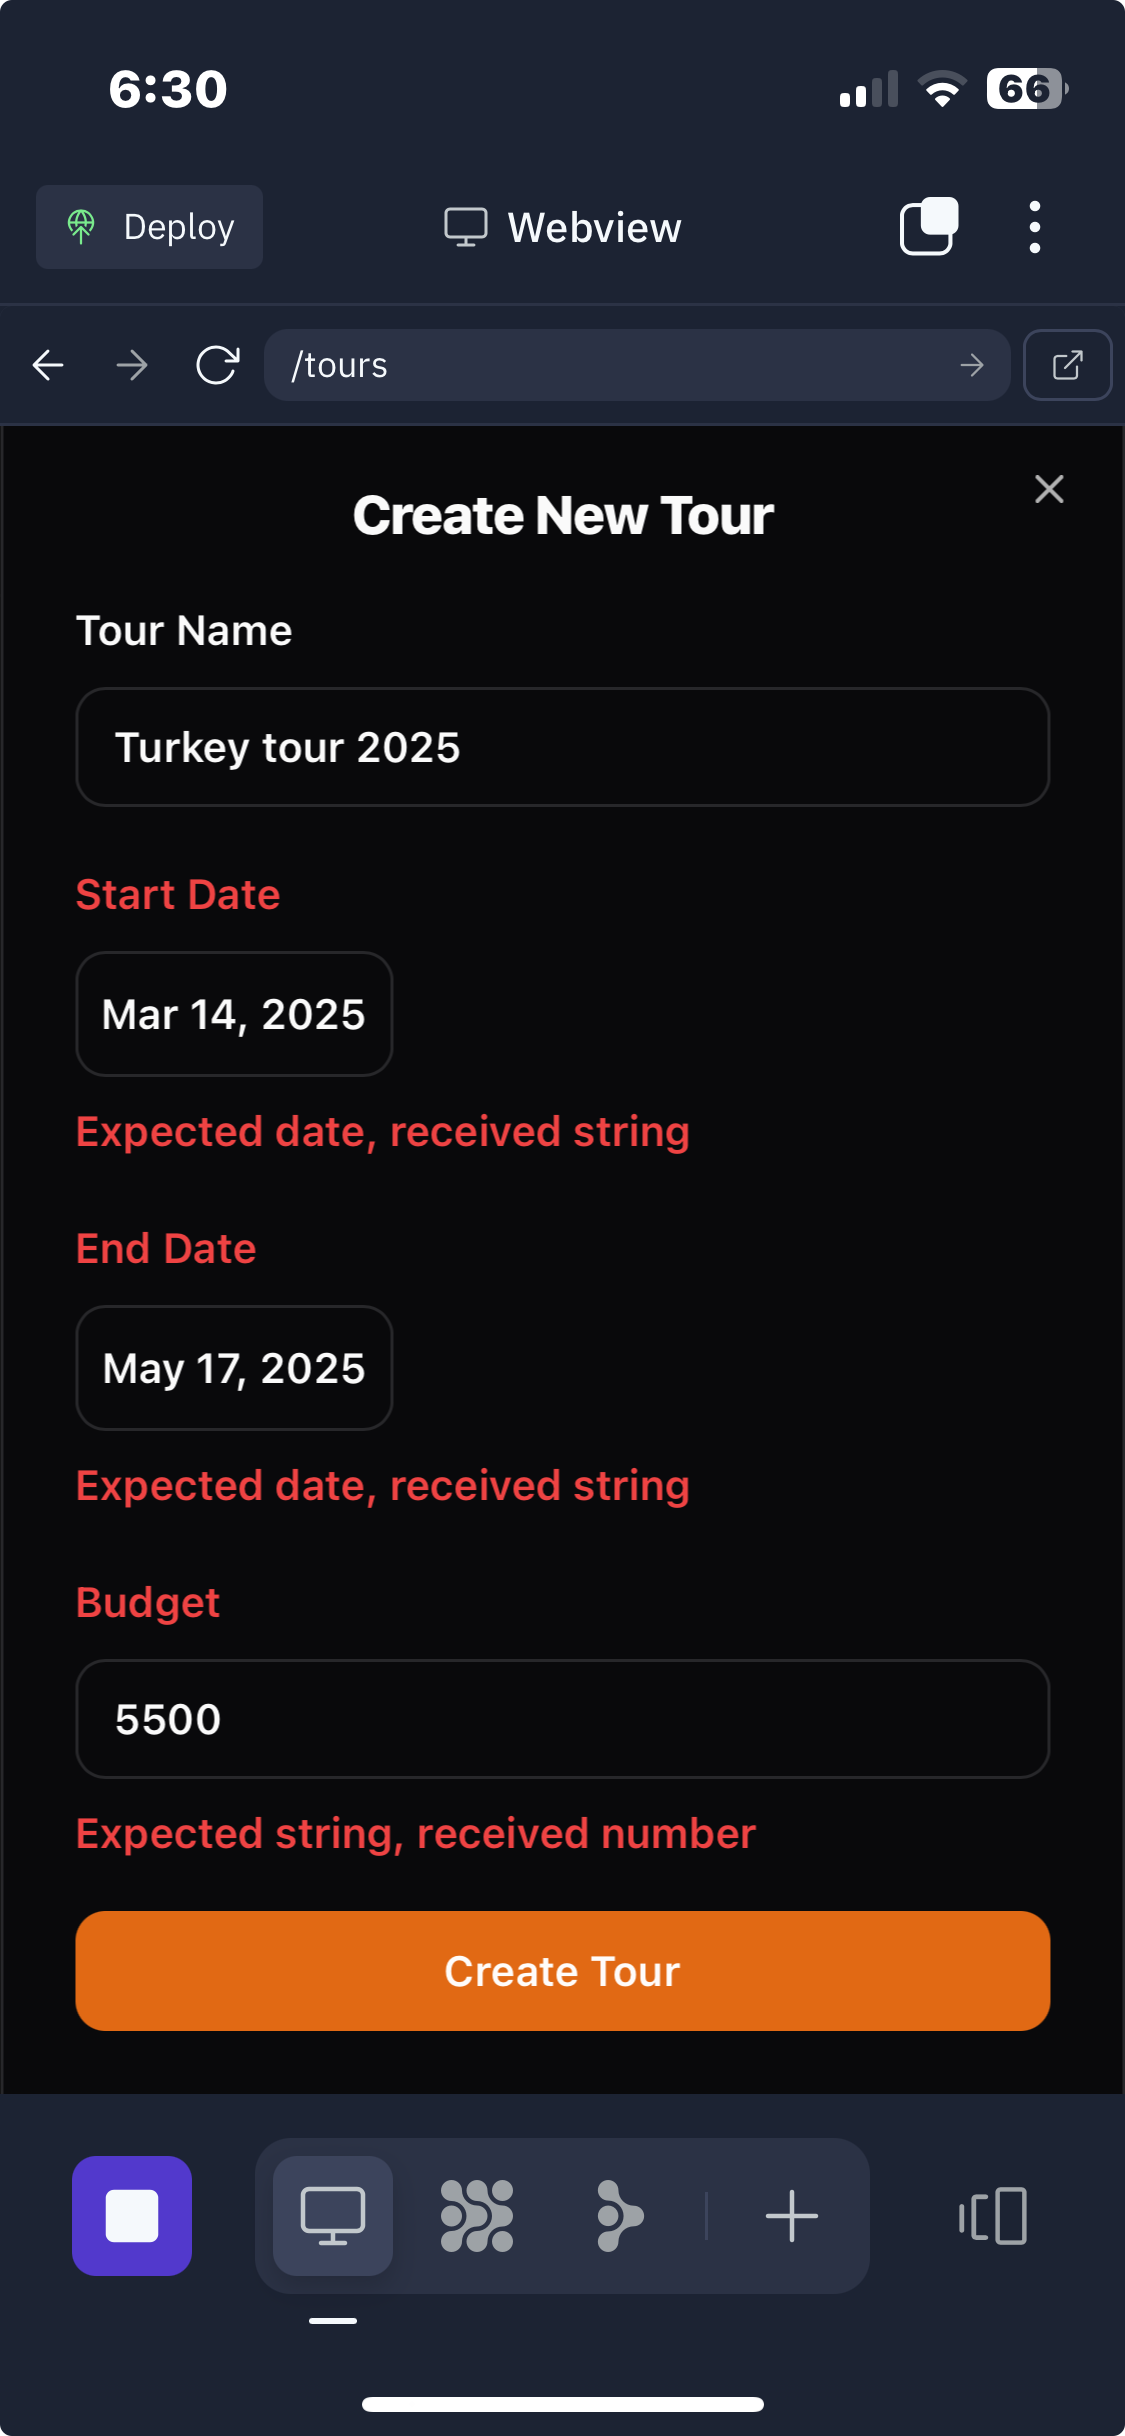 6:30
66
Deploy
Webview
/tours
Create New Tour
Tour Name
Turkey tour 2025
Start Date
Mar 14, 2025
Expected date, received string
End Date
May 17, 2025
Expected date, received string
Budget
5500
Expected string, received number
Create Tour